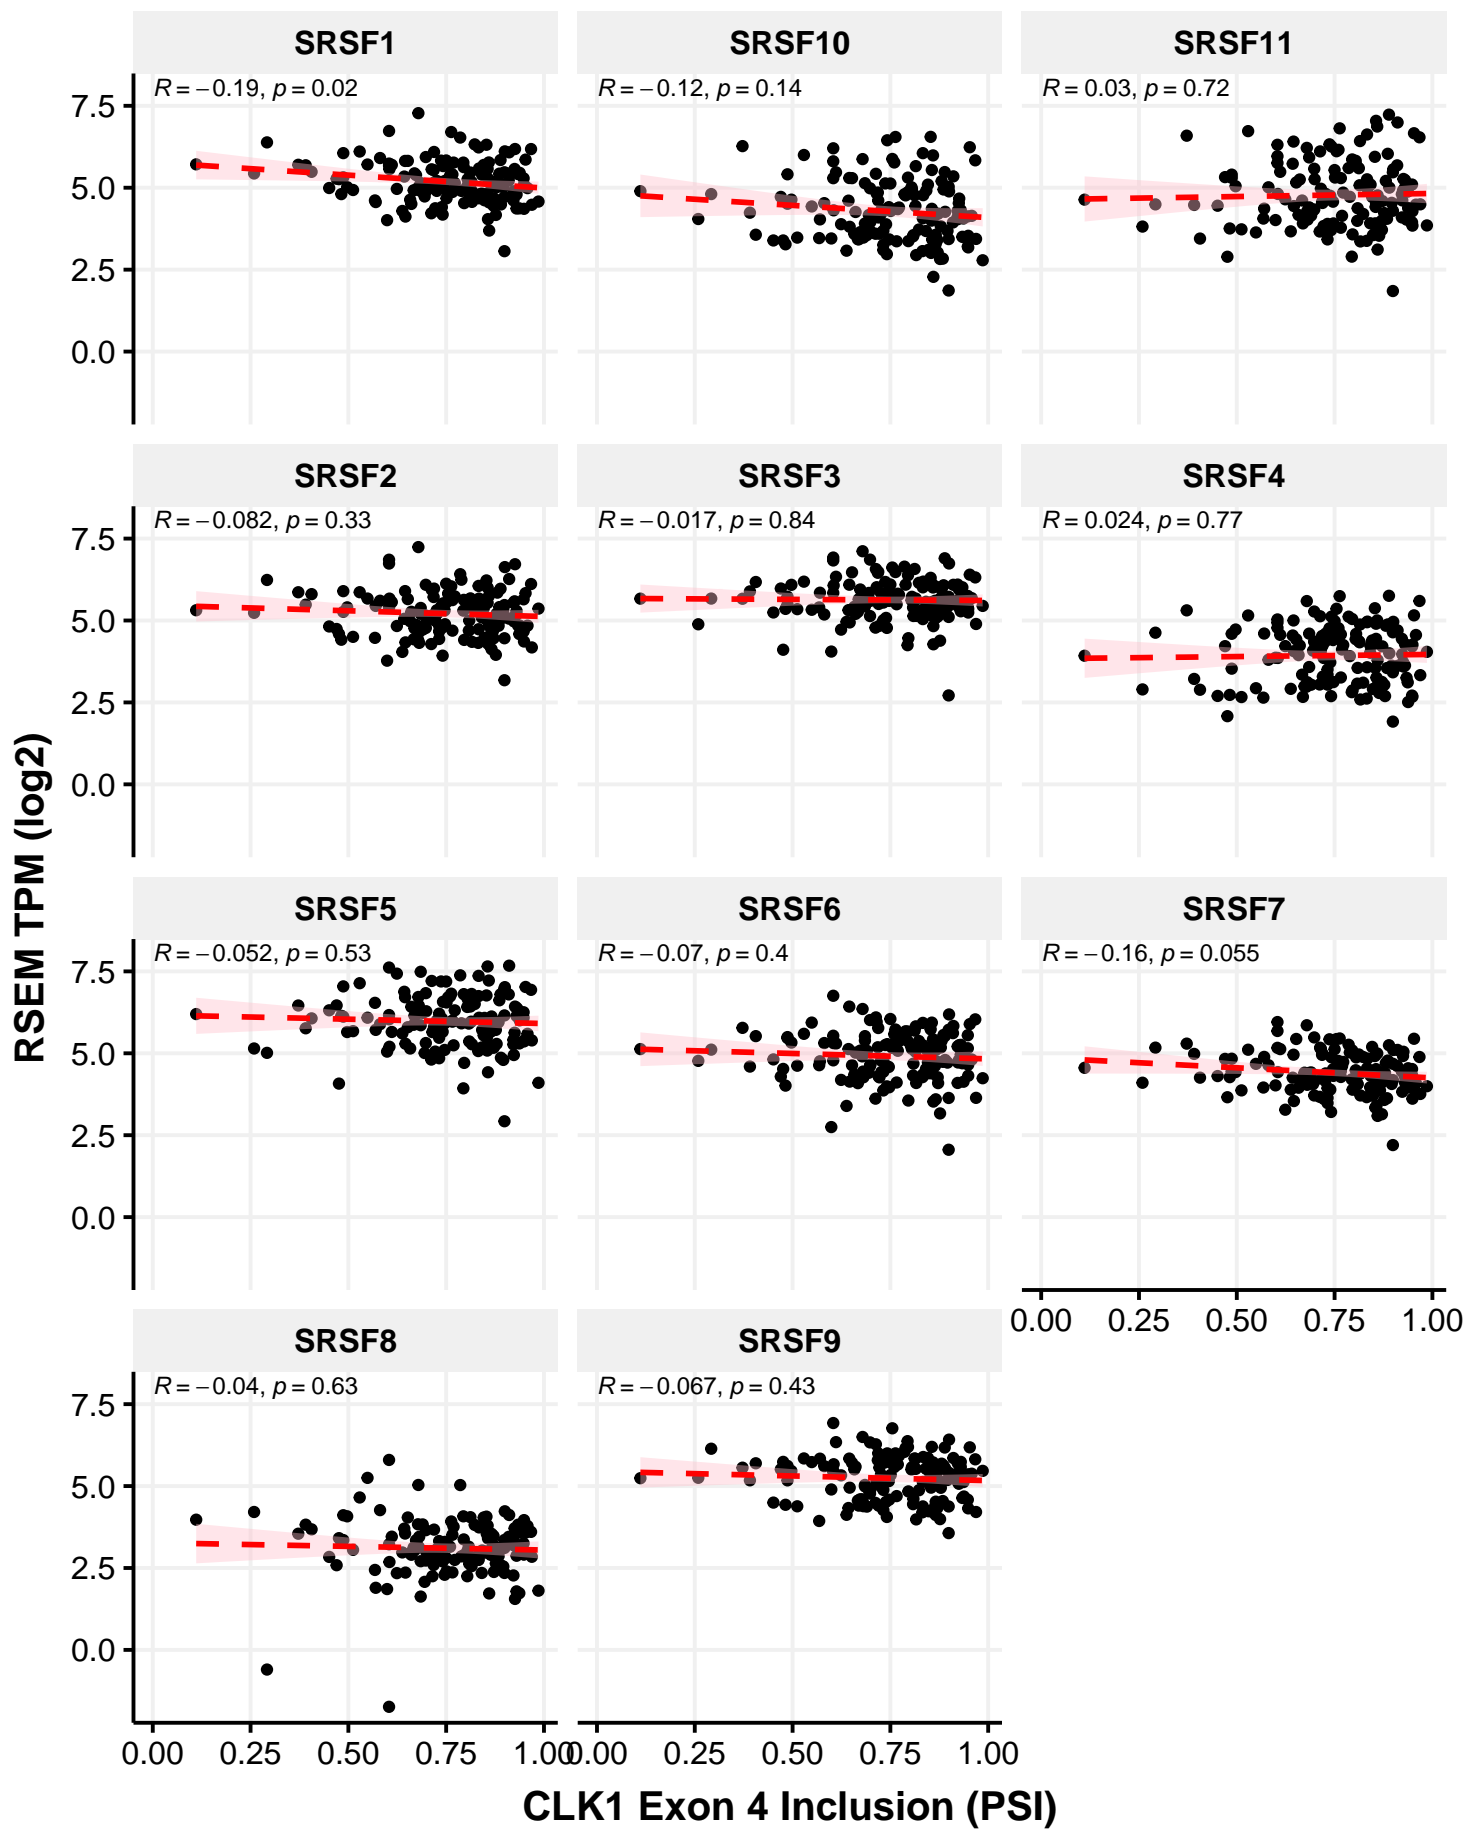 SRSF1
SRSF10
SRSF11
R = −0.19, p = 0.02
R = −0.12, p = 0.14
R = 0.03, p = 0.72
7.5
5.0
2.5
0.0
SRSF2
SRSF3
SRSF4
R = −0.082, p = 0.33
R = −0.017, p = 0.84
R = 0.024, p = 0.77
7.5
5.0
2.5
0.0
RSEM TPM (log2)
SRSF5
SRSF6
SRSF7
R = −0.052, p = 0.53
R = −0.07, p = 0.4
R = −0.16, p = 0.055
7.5
5.0
2.5
0.0
0.00 0.25 0.50 0.75 1.00
SRSF8
SRSF9
R = −0.04, p = 0.63
R = −0.067, p = 0.43
7.5
5.0
2.5
0.0
0.00 0.25 0.50 0.75 1.00
0.00 0.25 0.50 0.75 1.00
CLK1 Exon 4 Inclusion (PSI)